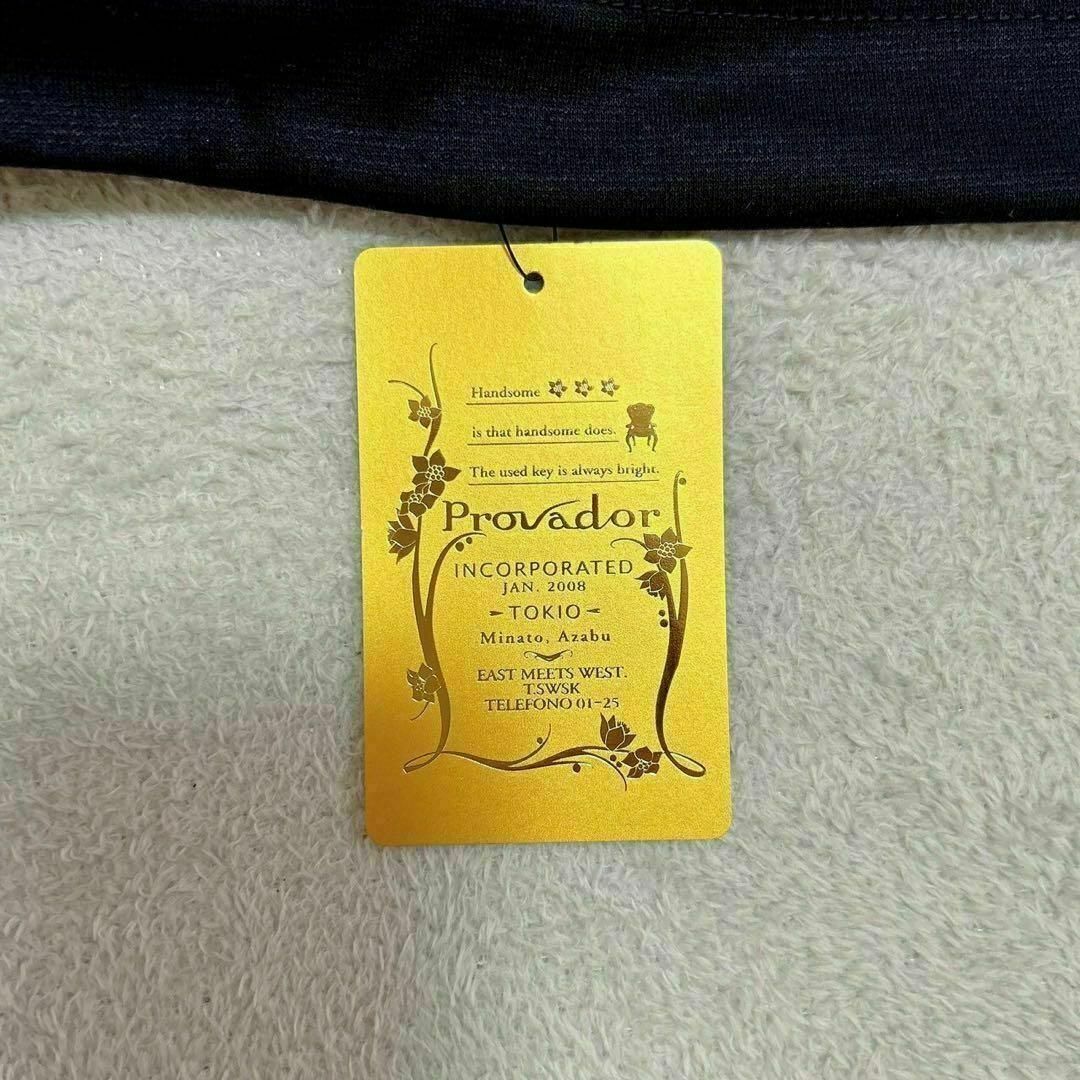 Handsome
is that handsome does.
The used key is always bright.
Provador
INCORPORATED
JAN. 2008
TOKIO
Minato, Azabu
EAST MEETS WEST.
T.SWSK
TELEFONO 01-25